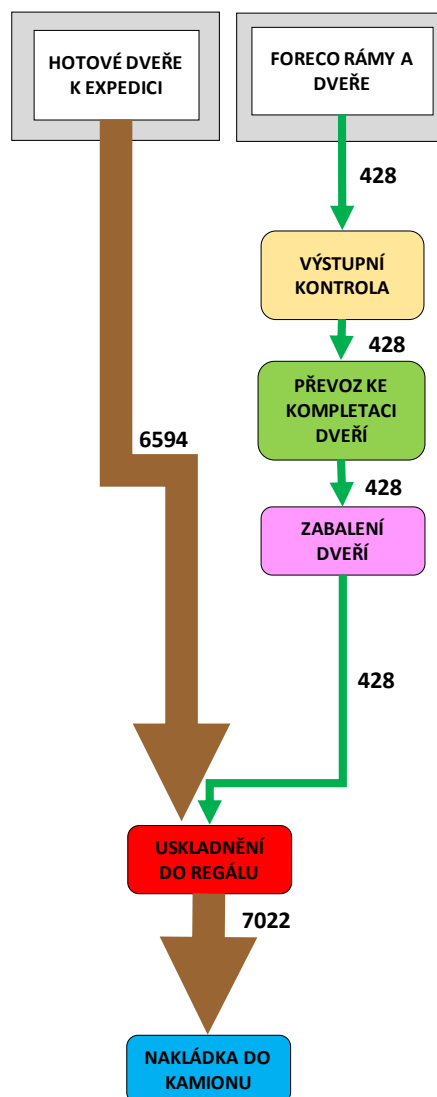 HOTOVÉ DVEŘE
K EXPEDICI
FORECO RÁMY A
DVEŘE
428
VÝSTUPNÍ
KONTROLA
428
PŘEVOZ KE
KOMPLETACI
DVEŘÍ
6594
428
ZABALENÍ
DVEŘÍ
428
USKLADNĚNÍ
DO REGÁLU
7022
NAKLÁDKA DO
KAMIONU